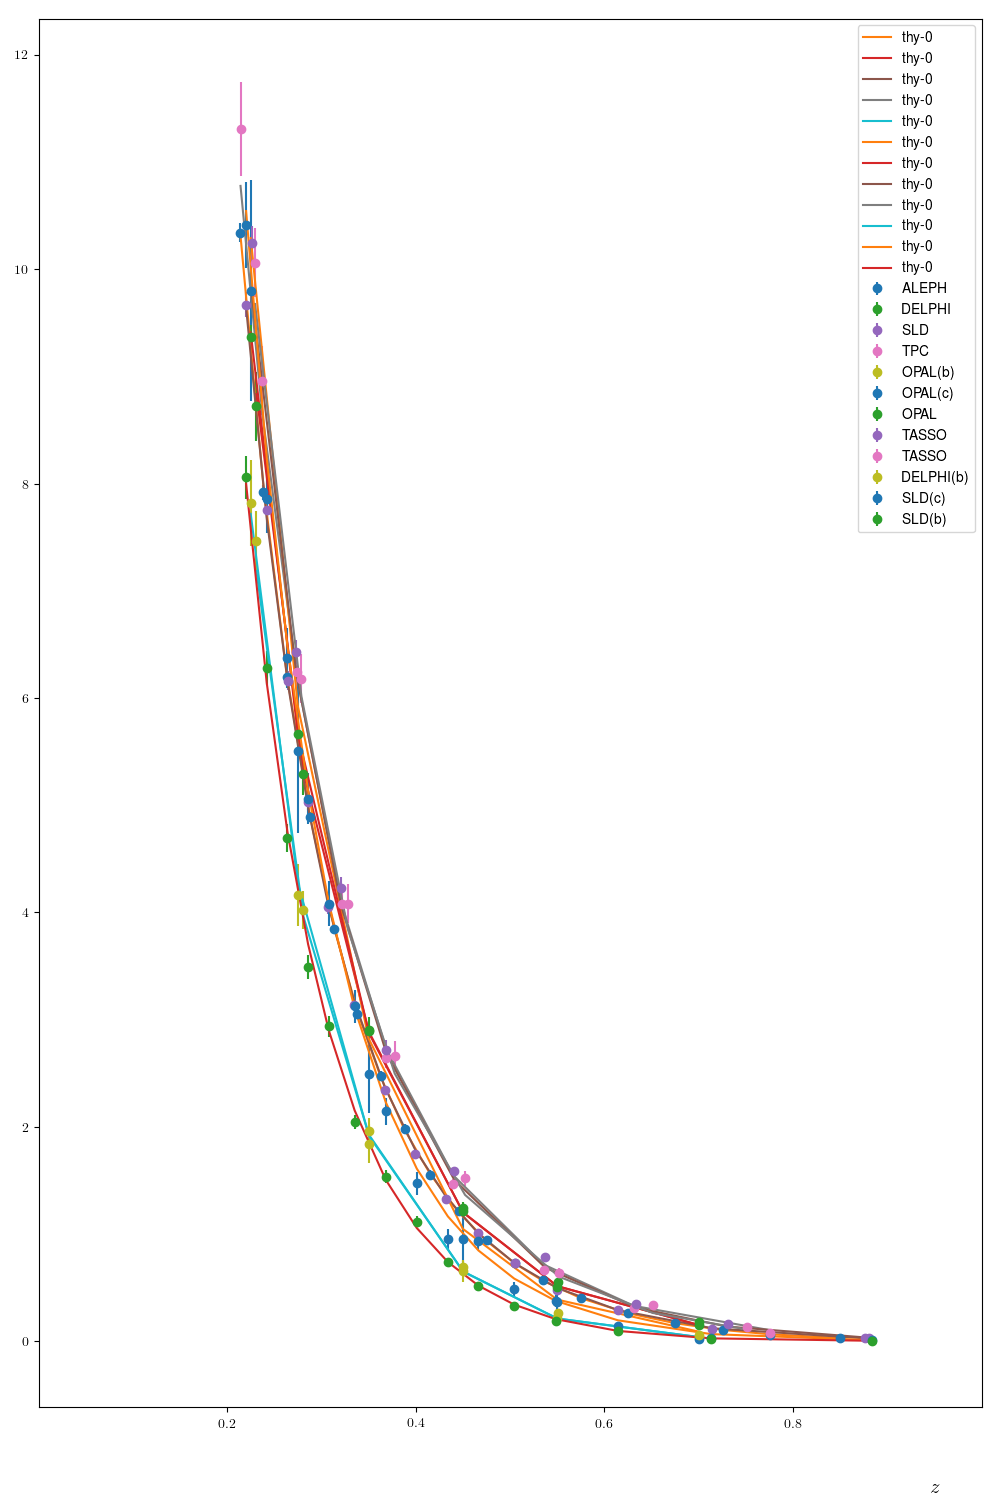 12
10
8
6
4
2
0
0.2
0.4
0.6
0.8
z
thy-0
thy-0
thy-0
thy-0
thy-0
thy-0
thy-0
thy-0
thy-0
thy-0
thy-0
thy-0
ALEPH
DELPHI
SLD
TPC
OPAL(b)
OPAL(c)
OPAL
TASSO
TASSO
DELPHI(b)
SLD(c)
SLD(b)